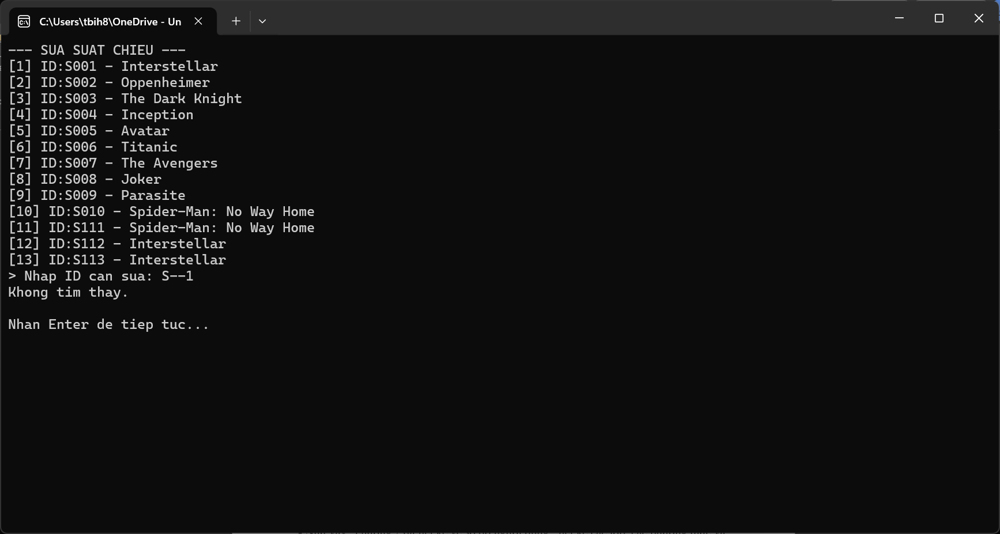 C:\Users\tbih8\OneDrive - Un
--- SUA SUAT CHIEU ---
[1] ID:S001 - Interstellar
[2] ID:S002 - Oppenheimer
[3] ID:S003 - The Dark Knight
[4] ID:S004 - Inception
[5] ID:S005 - Avatar
[6] ID:S006 - Titanic
[7] ID:S007 - The Avengers
[8] ID:S008 - Joker
[9] ID:S009 - Parasite
[10] ID:S010 - Spider-Man: No Way Home
[11] ID:S111 - Spider-Man: No Way Home
[12] ID:S112 - Interstellar
[13] ID:S113 - Interstellar
> Nhap ID can sua: S--1
Khong tim thay.
Nhan Enter de tiep tuc...